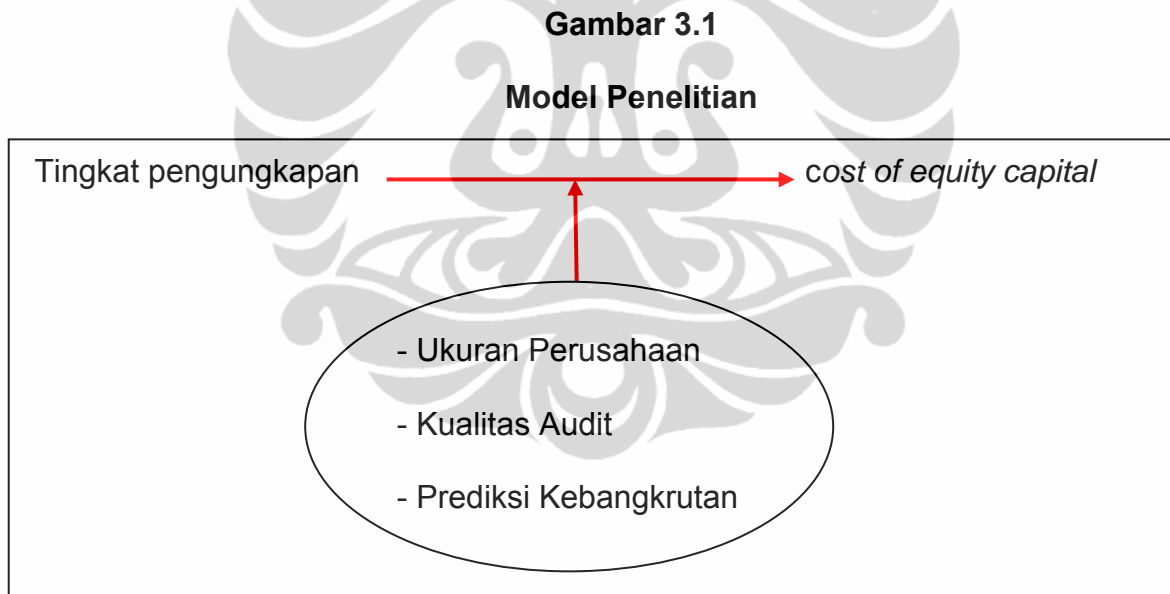 Gambar 3.1
Model Penelitian
Tingkat pengungkapan cost of equity capital
- Ukuran Perusahaan
- Kualitas Audit
- Prediksi Kebangkrutan